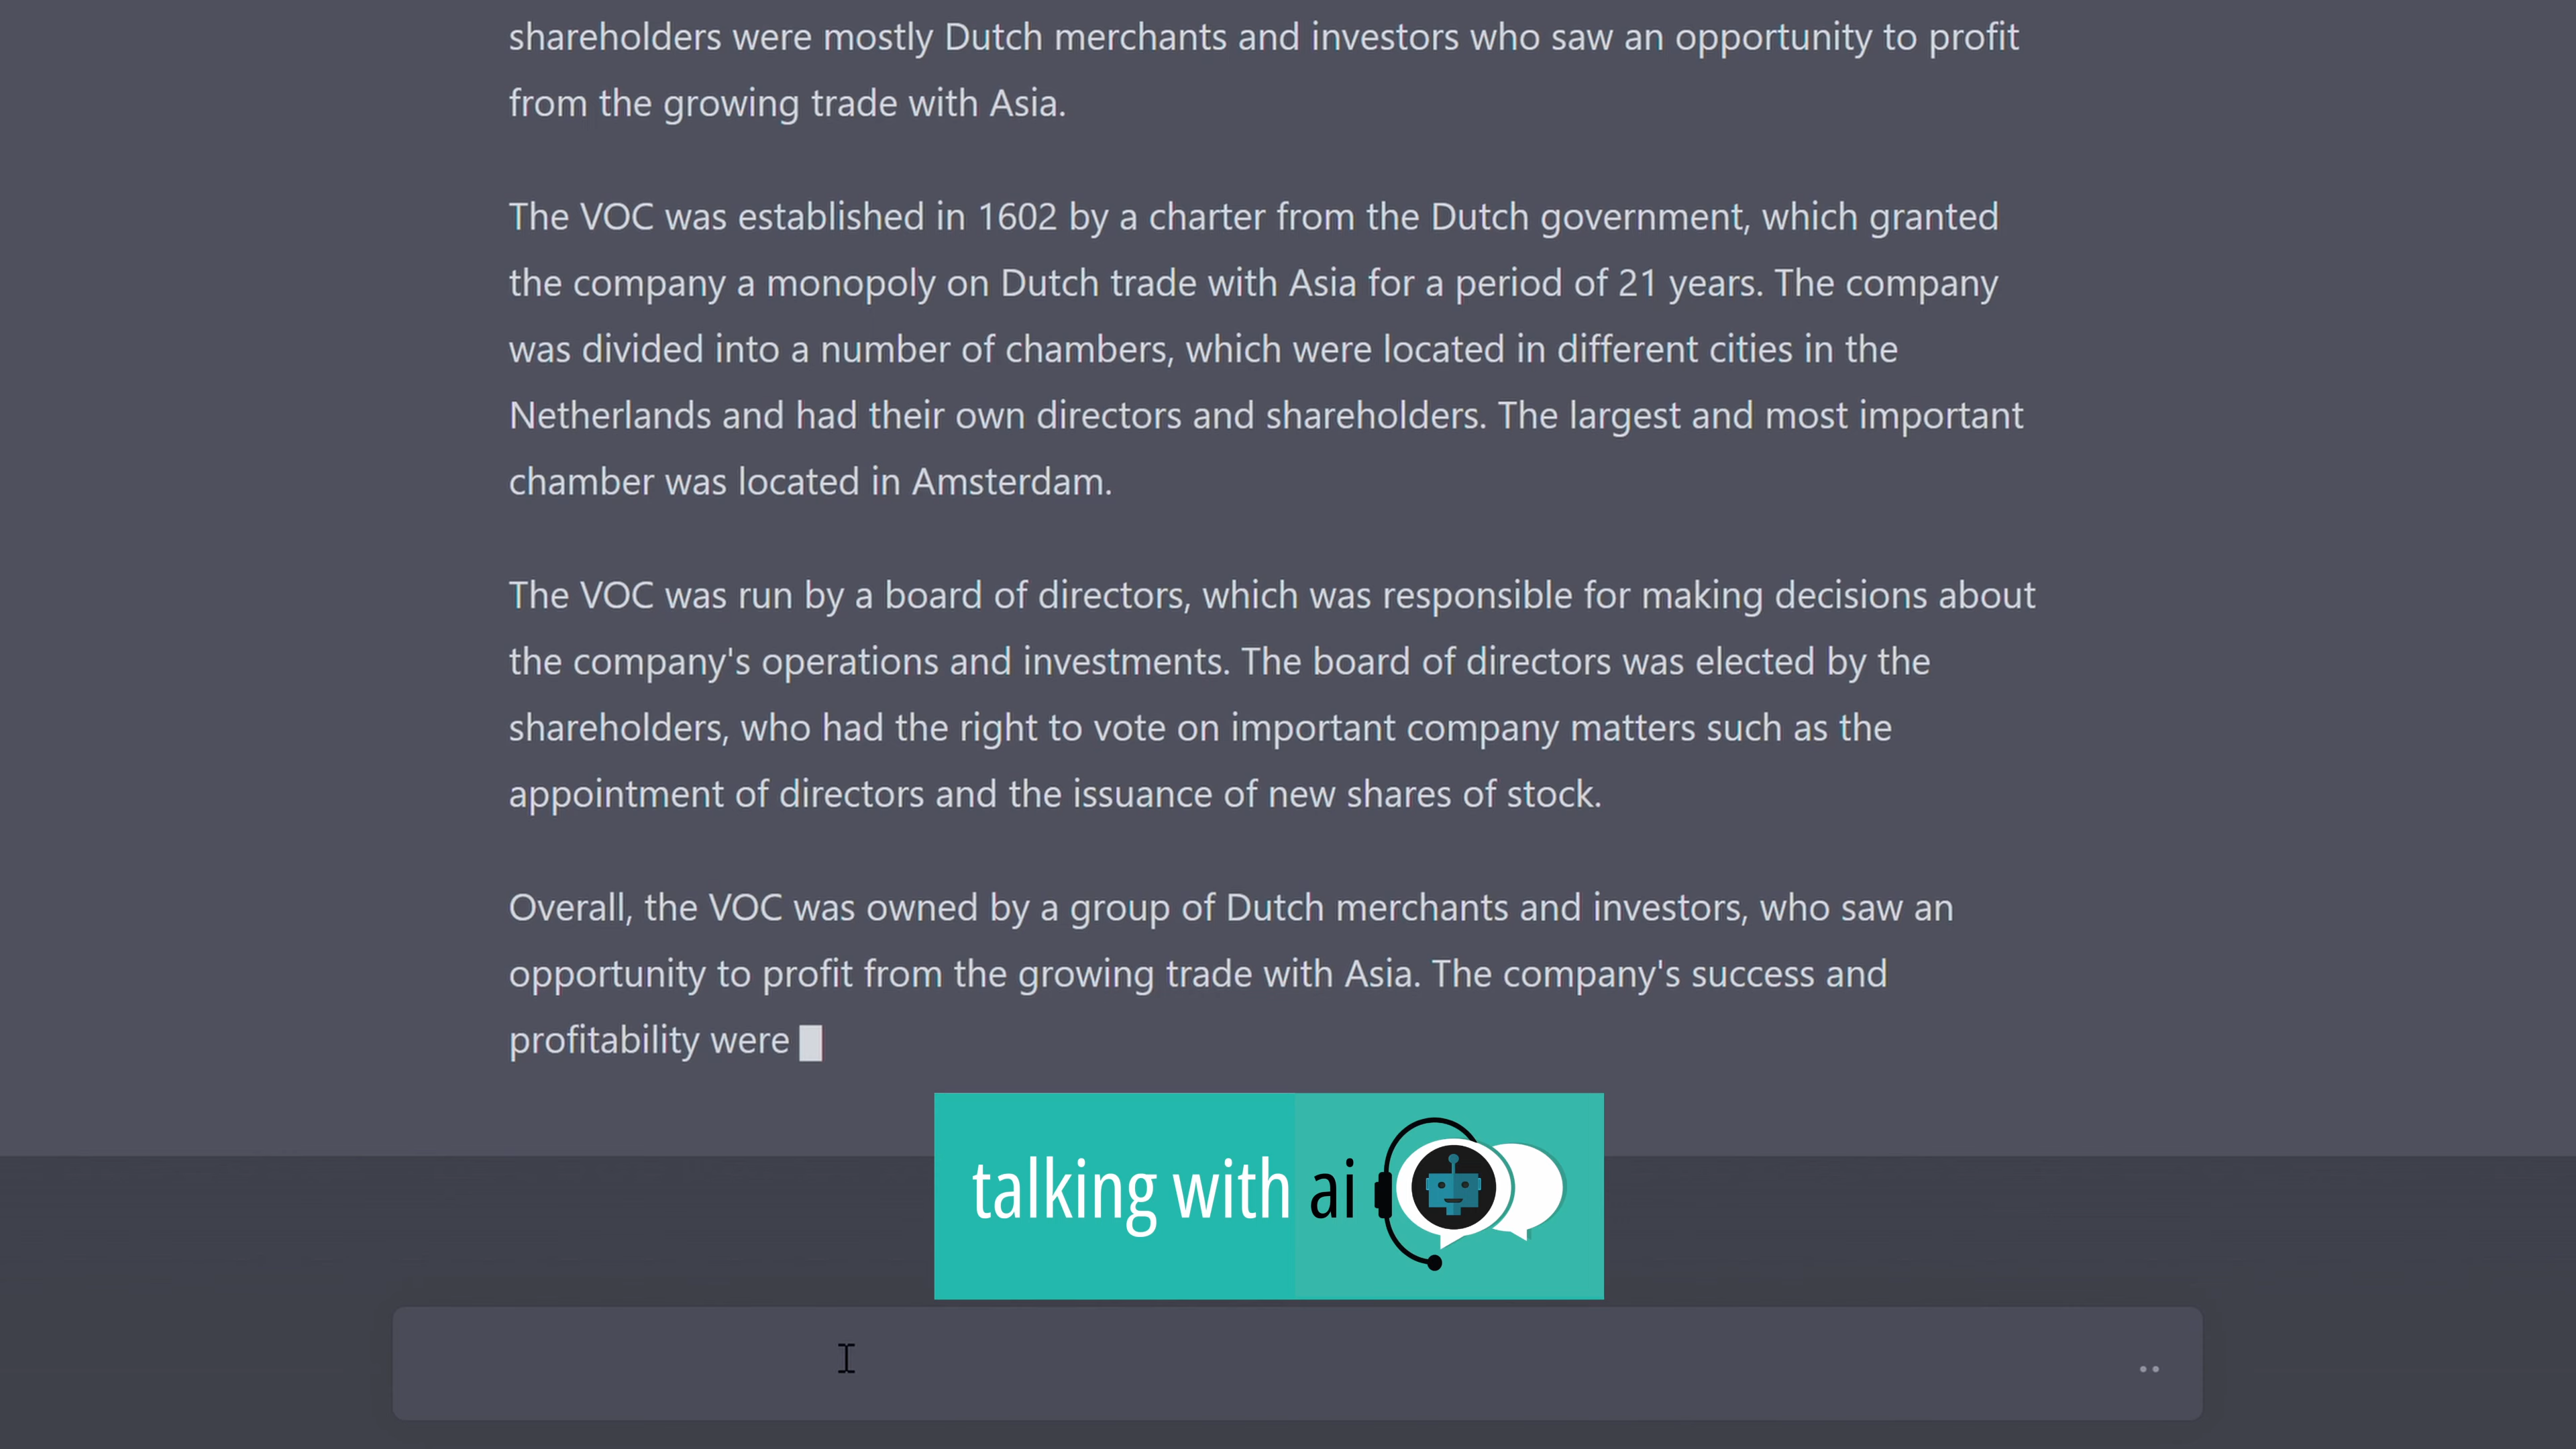 shareholders were mostly Dutch merchants and investors who saw an opportunity to profit
from the growing trade with Asia.
The VOC was established in 1602 by a charter from the Dutch government, which granted
the company a monopoly on Dutch trade with Asia for a period of 21 years. The company
was divided into a number of chambers, which were located in different cities in the
Netherlands and had their own directors and shareholders. The largest and most important
chamber was located in Amsterdam.
The VOC was run by a board of directors, which was responsible for making decisions about
the company's operations and investments. The board of directors was elected by the
shareholders, who had the right to vote on important company matters such as the
appointment of directors and the issuance of new shares of stock.
Overall, the VOC was owned by a group of Dutch merchants and investors, who saw an
opportunity to profit from the growing trade with Asia. The company's success and
profitability were
talking with ai